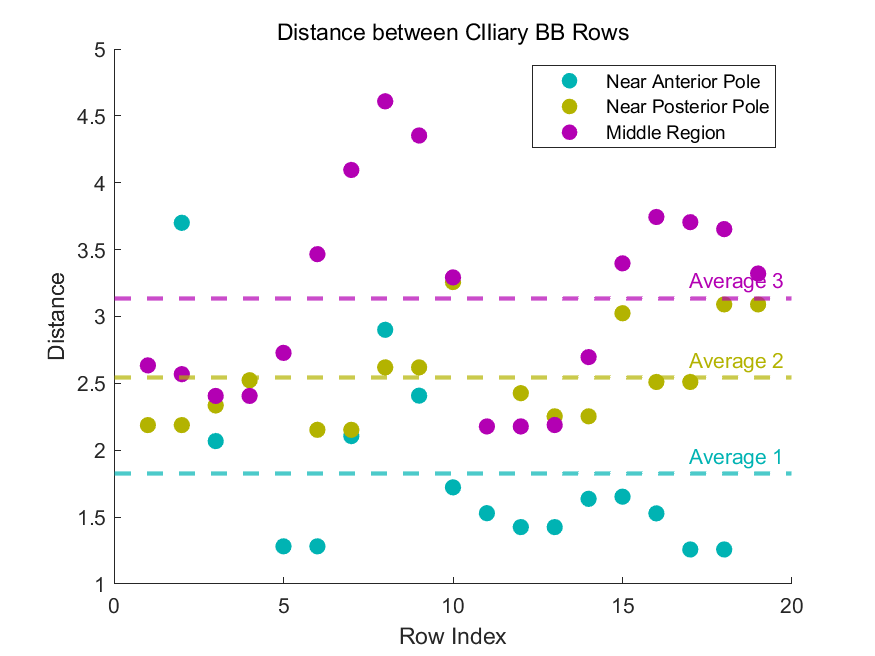 Distance between CIliary BB Rows
Near Anterior Pole
Near Posterior Pole
Middle Region
Average 3
Average 2
Average 1
Distance
5
4.5
4
3.5
3
2.5
2
1.5
1
0
5
10
15
20
Row Index